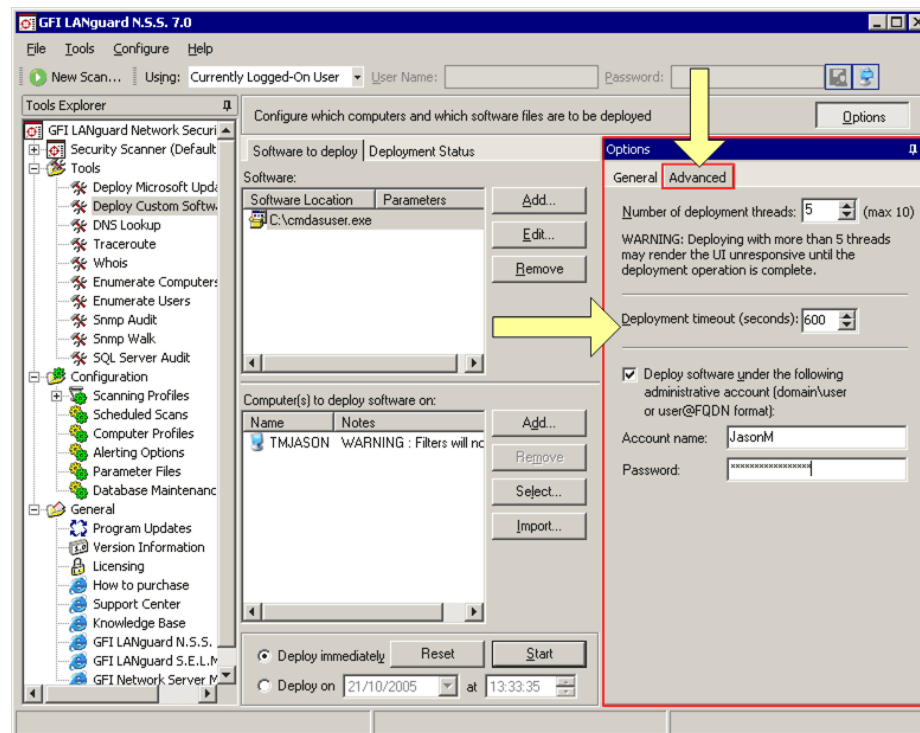 GFI LANguard N.S.S. 7.0
File Tools Configure Help
New Scan... Using: Currently Logged-On User User Name: Password:
Tools Explorer
GFI LANguard Network Securi
Security Scanner (Default
Tools
Deploy Microsoft Upda
Deploy Custom Softw.
DNS Lookup
Traceroute
Whois
Enumerate Computers
Enumerate Users
Snmp Audit
Snmp Walk
SQL Server Audit
Configuration
Scanning Profiles
Scheduled Scans
Computer Profiles
Alerting Options
Parameter Files
Database Maintenanc
General
Program Updates
Version Information
Licensing
How to purchase
Support Center
Knowledge Base
GFI LANguard N.S.S.
GFI LANguard S.E.L.M
GFI Network Server M
Configure which computers and which software files are to be deployed
Options
Software to deploy Deployment Status
Software:
Software Location Parameters
C:\cmdasuser.exe
Add...
Edit...
Remove
Computer(s) to deploy software on:
Name Notes
TMJASON WARNING : Filters will nc
Add...
Remove
Select...
Import...
Deploy immediately Reset Start
Deploy on 21/10/2005 at 13:33:35
Options
General Advanced
Number of deployment threads: 5 (max 10)
WARNING: Deploying with more than 5 threads
may render the UI unresponsive until the
deployment operation is complete.
Deployment timeout (seconds): 600
Deploy software under the following
administrative account (domain\user
or user@FQDN format):
Account name: JasonM
Password: xxxxxxxxxxxxxxxxx